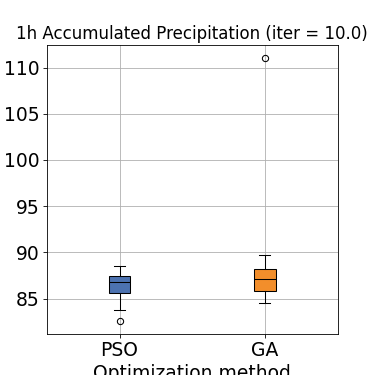 1h Accumulated Precipitation (iter = 10.0)
110
105
100
95
90
85
PSO GA
Optimization method